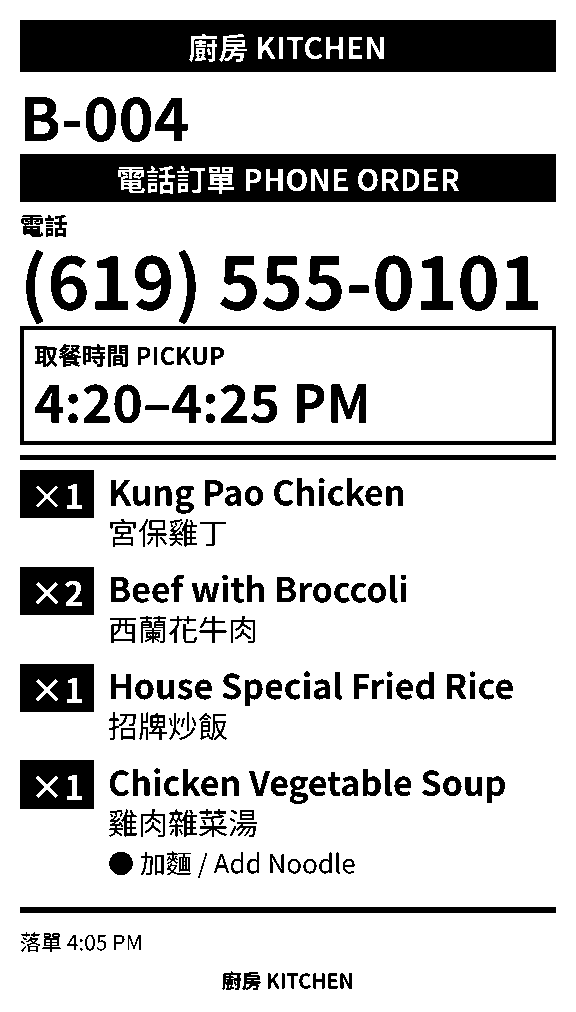 廚房 KITCHEN
B-004
電話訂單 PHONE ORDER
電話
(619) 555-0101
取餐時間 PICKUP
4:20–4:25 PM
×1 Kung Pao Chicken
宮保雞丁
×2 Beef with Broccoli
西蘭花牛肉
×1 House Special Fried Rice
招牌炒飯
×1 Chicken Vegetable Soup
雞肉雜菜湯
● 加麵 / Add Noodle
落單 4:05 PM
廚房 KITCHEN